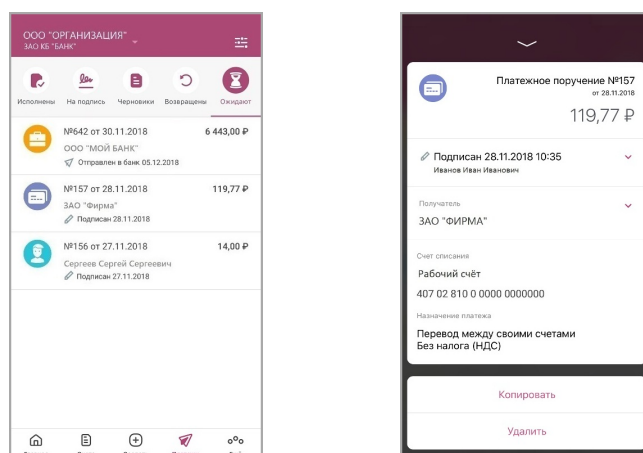 ООО "ОРГАНИЗАЦИЯ"
ЗАО КБ "БАНК"
Исполнены На подпись Черновики Возвращены Ожидают
№642 от 30.11.2018 6 443,00 ₽
ООО "МОЙ БАНК"
Отправлен в банк 05.12.2018
№157 от 28.11.2018 119,77 ₽
ЗАО "Фирма"
Подписан 28.11.2018
№156 от 27.11.2018 14,00 ₽
Сергеев Сергей Сергеевич
Подписан 27.11.2018
Платежное поручение №157
от 28.11.2018
119,77 ₽
Подписан 28.11.2018 10:35
Иванов Иван Иванович
Получатель
ЗАО "ФИРМА"
Счет списания
Рабочий счёт
407 02 810 0 0000 0000000
Назначение платежа
Перевод между своими счетами
Без налога (НДС)
Копировать
Удалить